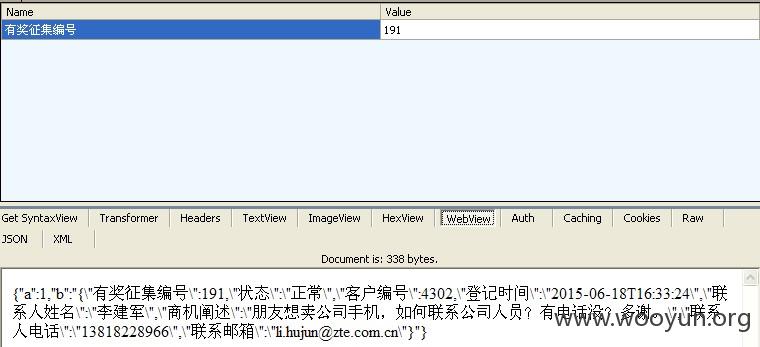 Name Value
有奖征集编号 191
Get SyntaxView Transformer Headers TextView ImageView HexView WebView Auth Caching Cookies Raw
JSON XML
Document is: 338 bytes.
{"a":1,"b":"{\"有奖征集编号\":191,\"状态\":\"正常\",\"客户编号\":4302,\"登记时间\":\"2015-06-18T16:33:24\",\"联
系人姓名\":\"李建军\",\"商机阐述\":\"朋友想卖公司手机，如何联系公司人员？有电话没？多谢。\",\"联系
人电话\":\"13818228966\",\"联系邮箱\":\"li.hujun@zte.com.cn\"}"}
www.wooyun.org